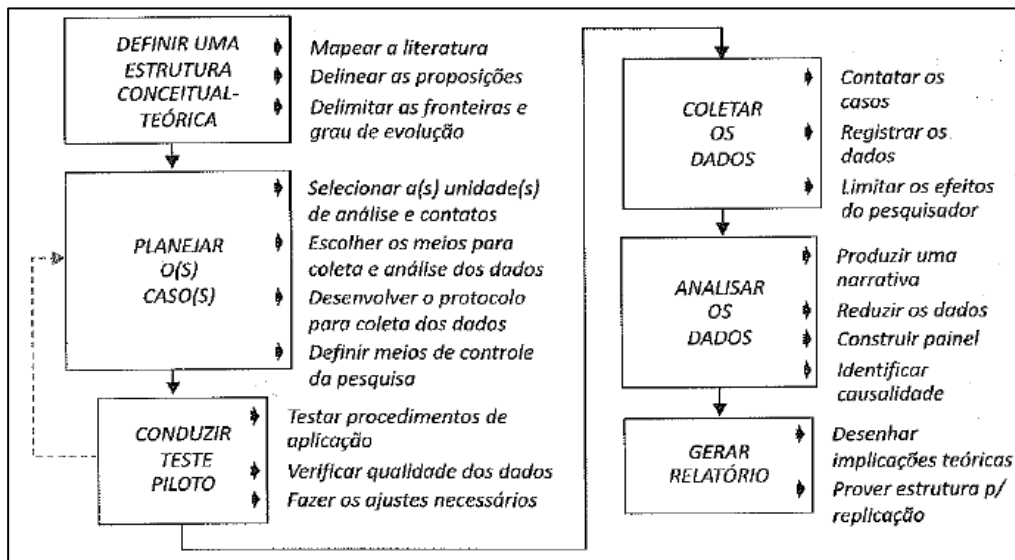 DEFINIR UMA
ESTRUTURA
CONCEITUAL-
TEÓRICA
Mapear a literatura
Delinear as proposições
Delimitar as fronteiras e
grau de evolução
PLANEJAR
O(S)
CASO(S)
Selecionar a(s) unidade(s)
de análise e contatos
Escolher os meios para
coleta e análise dos dados
Desenvolver o protocolo
para coleta dos dados
Definir meios de controle
da pesquisa
CONDUZIR
TESTE
PILOTO
Testar procedimentos de
aplicação
Verificar qualidade dos dados
Fazer os ajustes necessários
COLETAR
OS
DADOS
Contatar os
casos
Registrar os
dados
Limitar os efeitos
do pesquisador
ANALISAR
OS
DADOS
Produzir uma
narrativa
Reduzir os dados
Construir painel
Identificar
causalidade
GERAR
RELATÓRIO
Desenhar
implicações teóricas
Prover estrutura p/
replicação